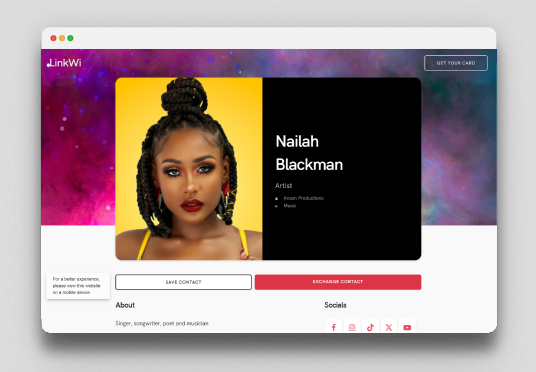 LinkWi
GET YOUR CARD
Nailah
Blackman
Artist
Anson Productions
Music
For a better experience,
please view this website
on a mobile device.
SAVE CONTACT
EXCHANGE CONTACT
About
Socials
Singer, songwriter, poet and musician